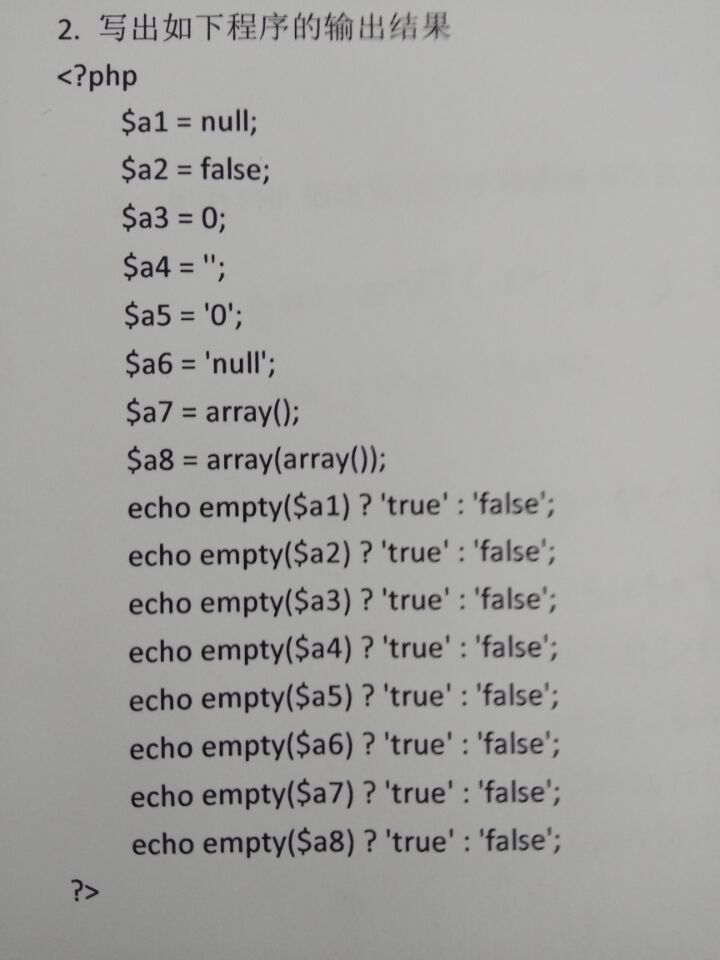 2. 写出如下程序的输出结果
<?php
$a1 = null;
$a2 = false;
$a3 = 0;
$a4 = '';
$a5 = '0';
$a6 = 'null';
$a7 = array();
$a8 = array(array());
echo empty($a1) ? 'true' : 'false';
echo empty($a2) ? 'true' : 'false';
echo empty($a3) ? 'true' : 'false';
echo empty($a4) ? 'true' : 'false';
echo empty($a5) ? 'true' : 'false';
echo empty($a6) ? 'true' : 'false';
echo empty($a7) ? 'true' : 'false';
echo empty($a8) ? 'true' : 'false';
?>